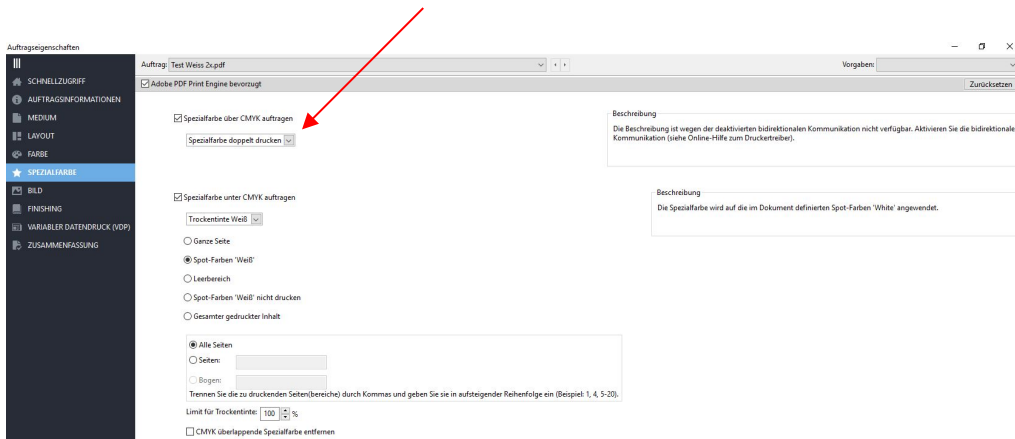 Auftragseigenschaften
Auftrag: Test Weiss 2x.pdf
Vorgaben:
Adobe PDF Print Engine bevorzugt
Zurücksetzen
SCHNELLZUGRIFF
AUFTRAGSINFORMATIONEN
MEDIUM
LAYOUT
FARBE
SPEZIALFARBE
BILD
FINISHING
VARIABLER DATENDRUCK (VDP)
ZUSAMMENFASSUNG
Spezialfarbe über CMYK auftragen
Spezialfarbe doppelt drucken
Beschreibung
Die Beschreibung ist wegen der deaktivierten bidirektionalen Kommunikation nicht verfügbar. Aktivieren Sie die bidirektionale
Kommunikation (siehe Online-Hilfe zum Druckertreiber).
Spezialfarbe unter CMYK auftragen
Trockentinte Weiß
Beschreibung
Die Spezialfarbe wird auf die im Dokument definierten Spot-Farben 'White' angewendet.
Ganze Seite
Spot-Farben 'Weiß'
Leerbereich
Spot-Farben 'Weiß' nicht drucken
Gesamter gedruckter Inhalt
Alle Seiten
Seiten:
Bogen:
Trennen Sie die zu druckenden Seiten(bereiche) durch Kommas und geben Sie sie in aufsteigender Reihenfolge ein (Beispiel: 1, 4, 5-20).
Limit für Trockentinte: 100 %
CMYK überlappende Spezialfarbe entfernen